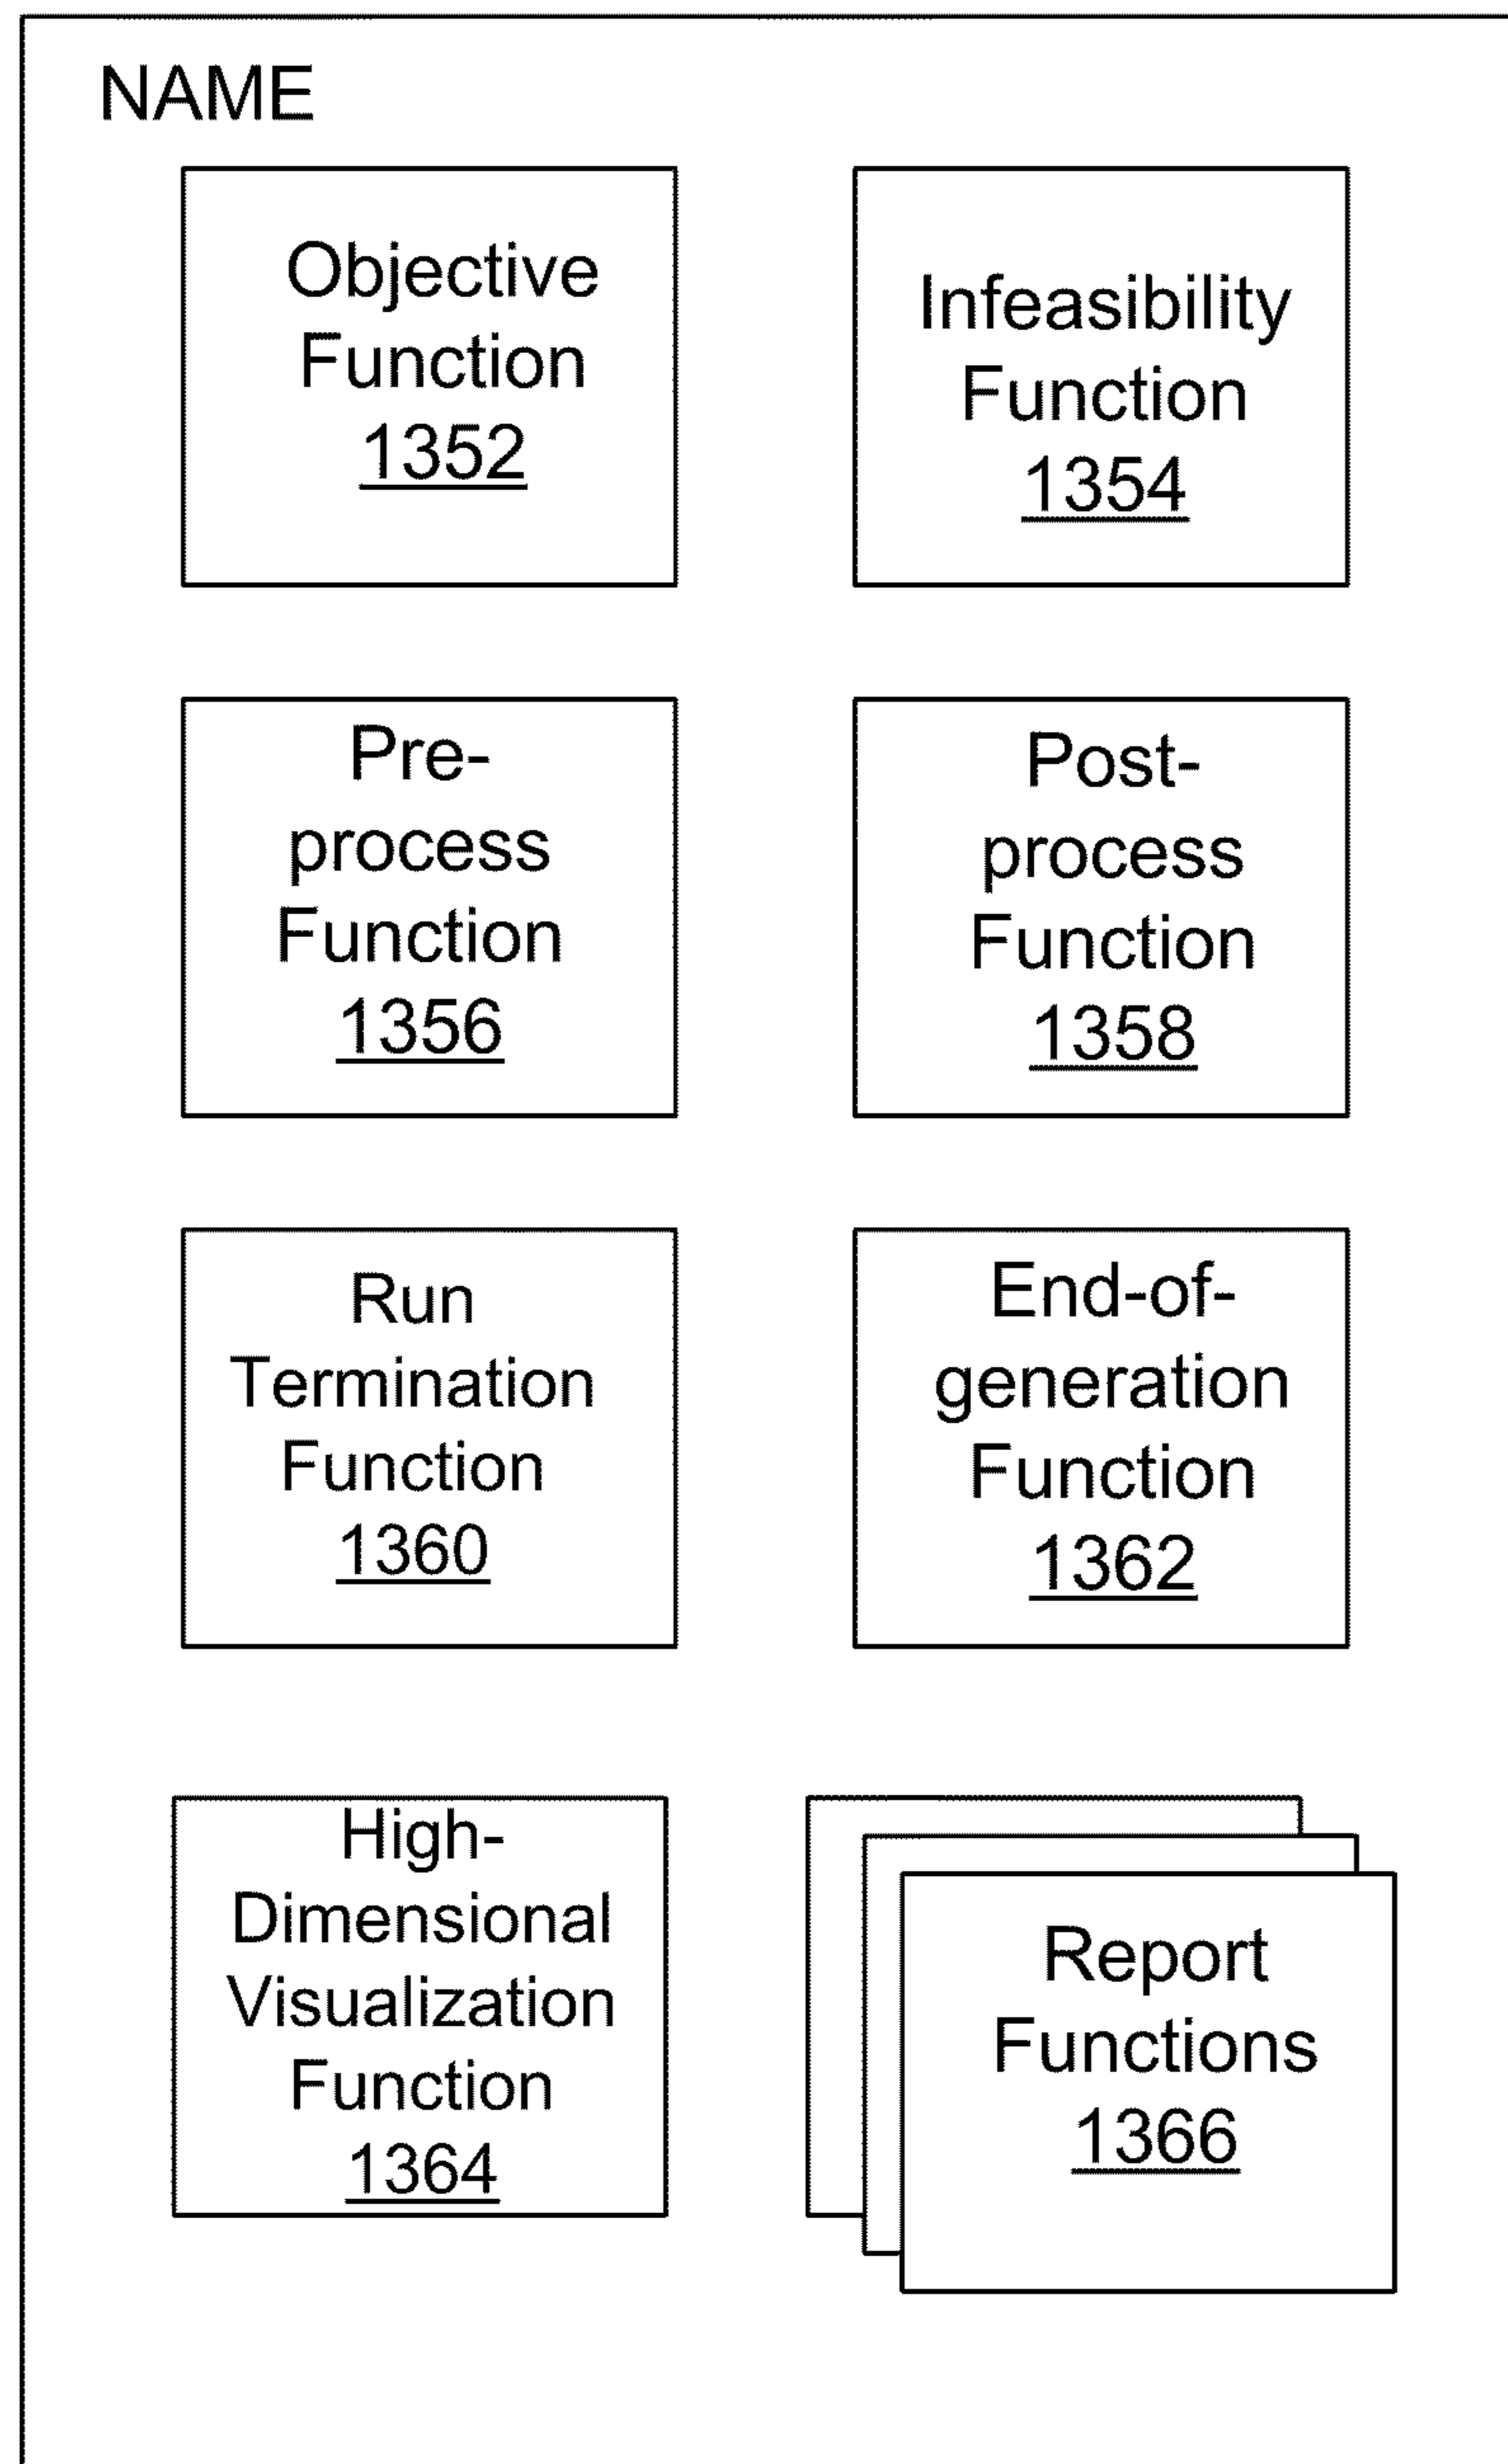 NAME
Objective
Function
1352
Infeasibility
Function
1354
Pre-
process
Function
1356
Post-
process
Function
1358
Run
Termination
Function
1360
End-of-
generation
Function
1362
High-
Dimensional
Visualization
Function
1364
Report
Functions
1366